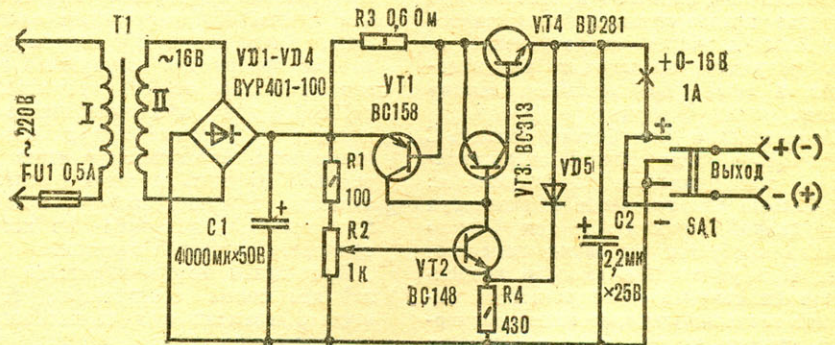 T1
~16В
VD1-VD4
BYP401-100
R3 0,6 Ом
VT4 BD281
VT1
BC158
+0-16В
1А
I
II
~220В
FU1 0,5А
R1
100
VT3
BC313
VD5
+
Выход
+(-)
-(+)
C1
4000мк×50В
+
R2
1к
VT2
BC148
R4
430
C2
+
2,2мк
×25В
-
SA1